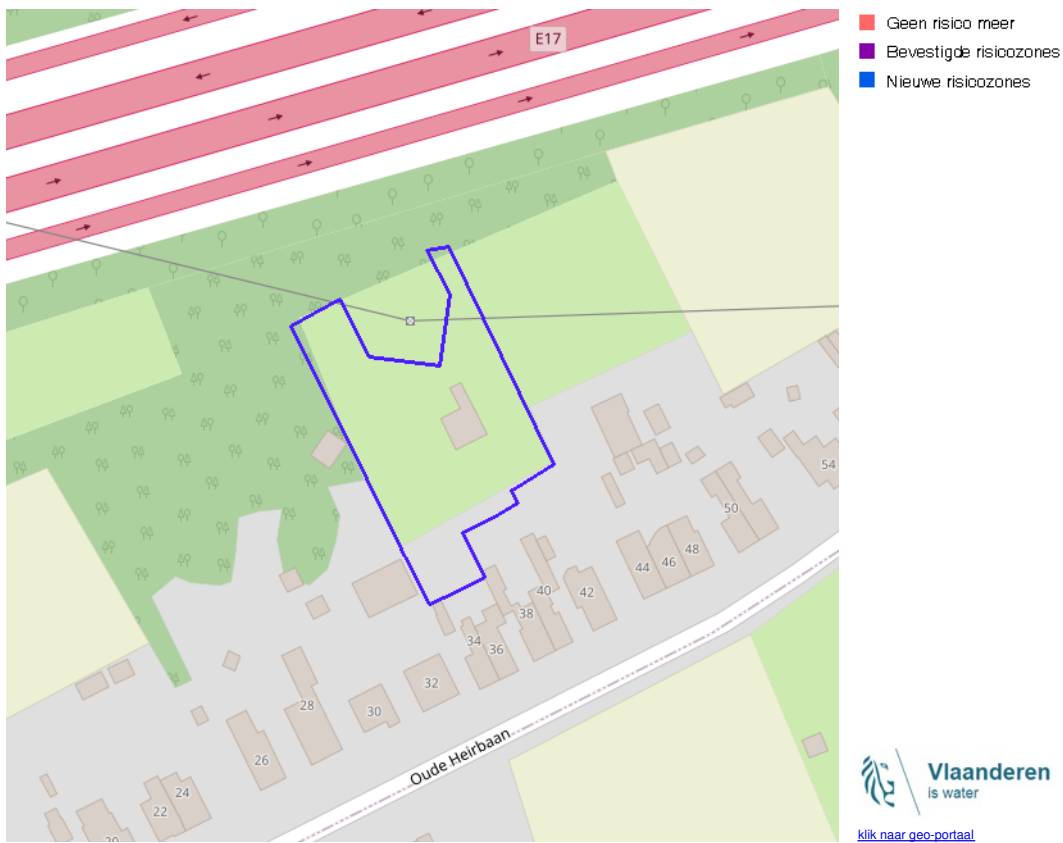 E17
Geen risico meer
Bevestigde risicozones
Nieuwe risicozones
54
50
48
46
44
42
40
38
36
34
32
30
28
26
24
22
20
Oude Heirbaan
Vlaanderen
is water
klik naar geo-portaal